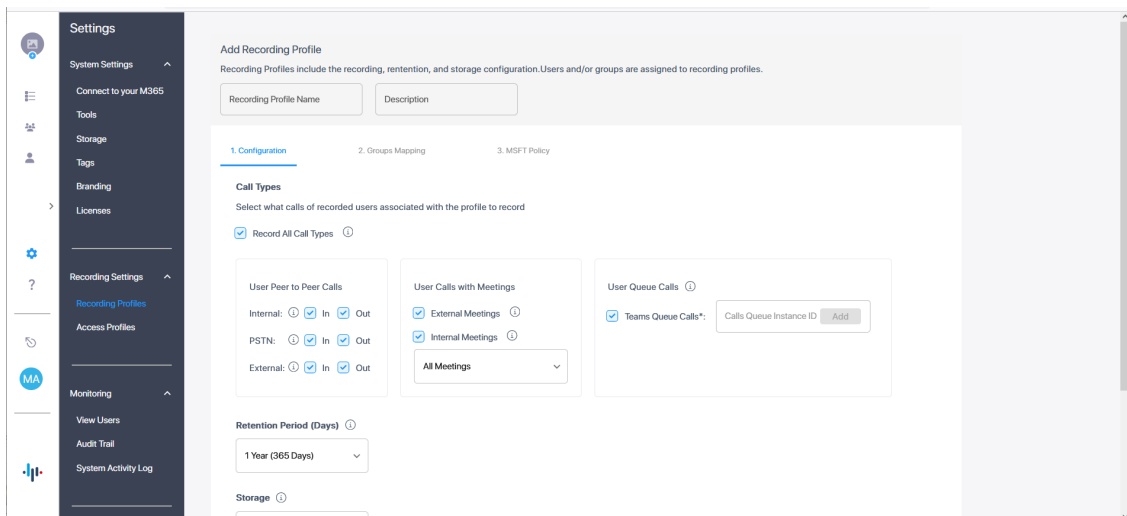 Settings
System Settings
Connect to your M365
Tools
Storage
Tags
Branding
Licenses
Recording Settings
Recording Profiles
Access Profiles
Monitoring
View Users
Audit Trail
System Activity Log
?
MA
Add Recording Profile
Recording Profiles include the recording, rentention, and storage configuration.Users and/or groups are assigned to recording profiles.
Recording Profile Name
Description
1. Configuration
2. Groups Mapping
3. MSFT Policy
Call Types
Select what calls of recorded users associated with the profile to record
Record All Call Types
User Peer to Peer Calls
Internal: In Out
PSTN: In Out
External: In Out
User Calls with Meetings
External Meetings
Internal Meetings
All Meetings
User Queue Calls
Teams Queue Calls*:
Calls Queue Instance ID Add
Retention Period (Days)
1 Year (365 Days)
Storage